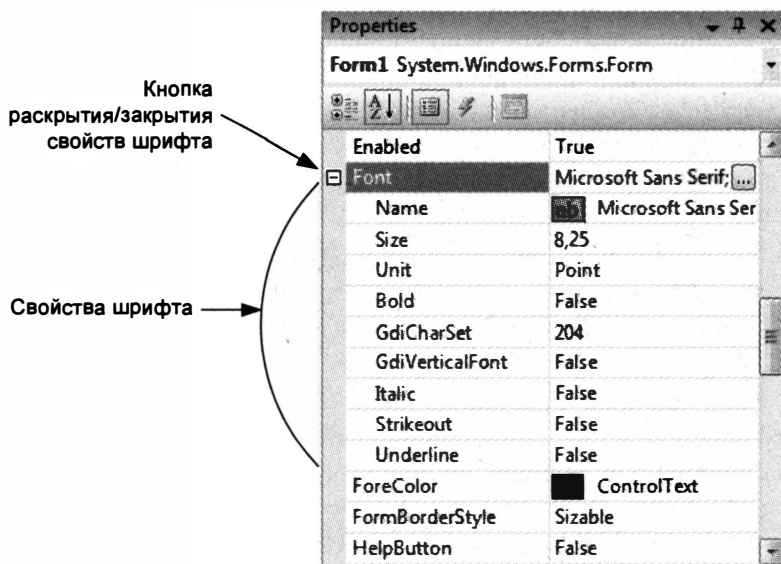 Properties
Form1 System.Windows.Forms.Form
Кнопка
раскрытия/закрытия
свойств шрифта
Enabled True
Font Microsoft Sans Serif; ...
Name ab Microsoft Sans Ser
Size 8,25
Unit Point
Bold False
Свойства шрифта
GdiCharSet 204
GdiVerticalFont False
Italic False
Strikeout False
Underline False
ForeColor ControlText
FormBorderStyle Sizable
HelpButton False